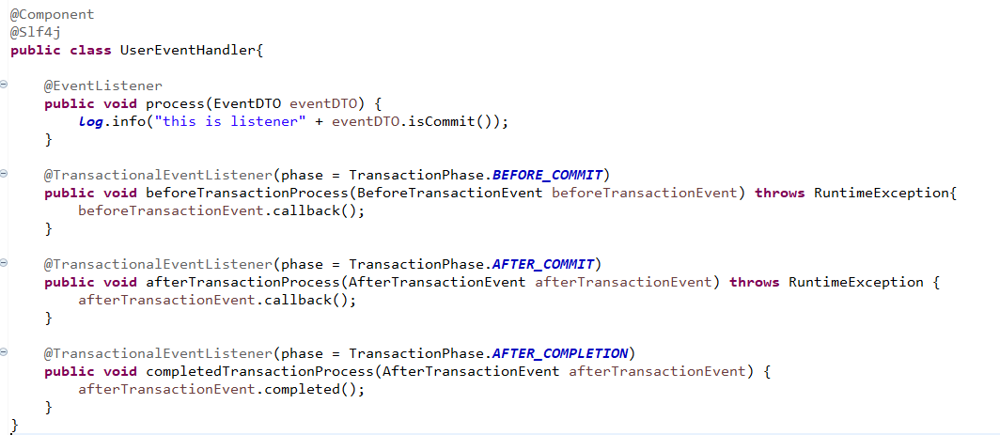 @Component
@Slf4j
public class UserEventHandler{
@EventListener
public void process(EventDTO eventDTO) {
log.info("this is listener" + eventDTO.isCommit());
}
@TransactionalEventListener(phase = TransactionPhase.BEFORE_COMMIT)
public void beforeTransactionProcess(BeforeTransactionEvent beforeTransactionEvent) throws RuntimeException{
beforeTransactionEvent.callback();
}
@TransactionalEventListener(phase = TransactionPhase.AFTER_COMMIT)
public void afterTransactionProcess(AfterTransactionEvent afterTransactionEvent) throws RuntimeException {
afterTransactionEvent.callback();
}
@TransactionalEventListener(phase = TransactionPhase.AFTER_COMPLETION)
public void completedTransactionProcess(AfterTransactionEvent afterTransactionEvent) {
afterTransactionEvent.completed();
}
}